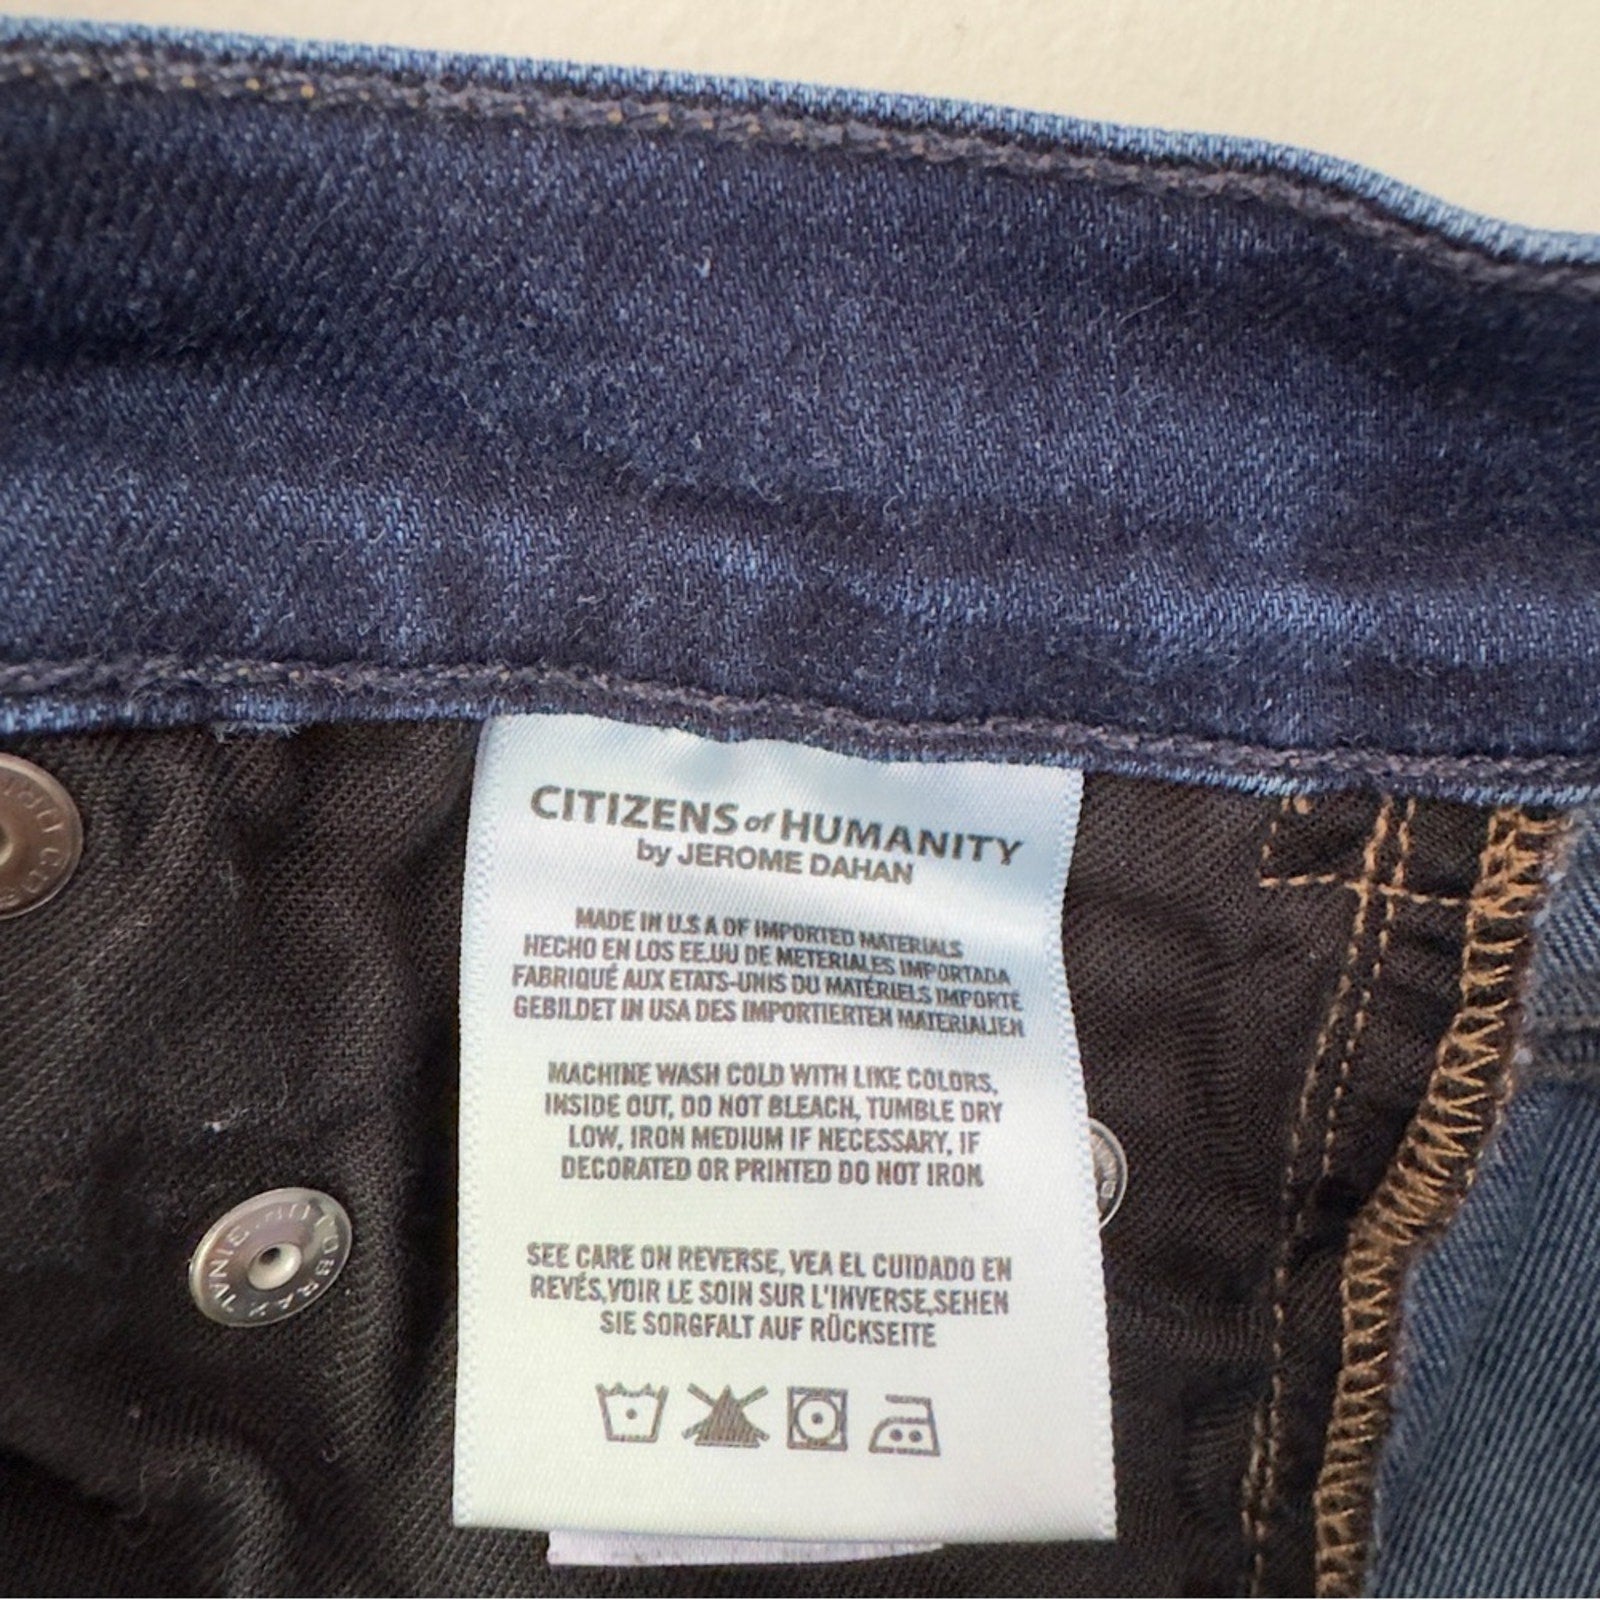 CITIZENS of HUMANITY
by JEROME DAHAN
MADE IN U.S A OF IMPORTED MATERIALS
HECHO EN LOS EE.UU DE METERIALES IMPORTADA
FABRIQUÉ AUX ETATS-UNIS DU MATÉRIELS IMPORTE
GEBILDET IN USA DES IMPORTIERTEN MATERIALIEN
MACHINE WASH COLD WITH LIKE COLORS,
INSIDE OUT, DO NOT BLEACH, TUMBLE DRY
LOW, IRON MEDIUM IF NECESSARY, IF
DECORATED OR PRINTED DO NOT IRON
SEE CARE ON REVERSE, VEA EL CUIDADO EN
REVÉS,VOIR LE SOIN SUR L'INVERSE,SEHEN
SIE SORGFALT AUF RÜCKSEITE